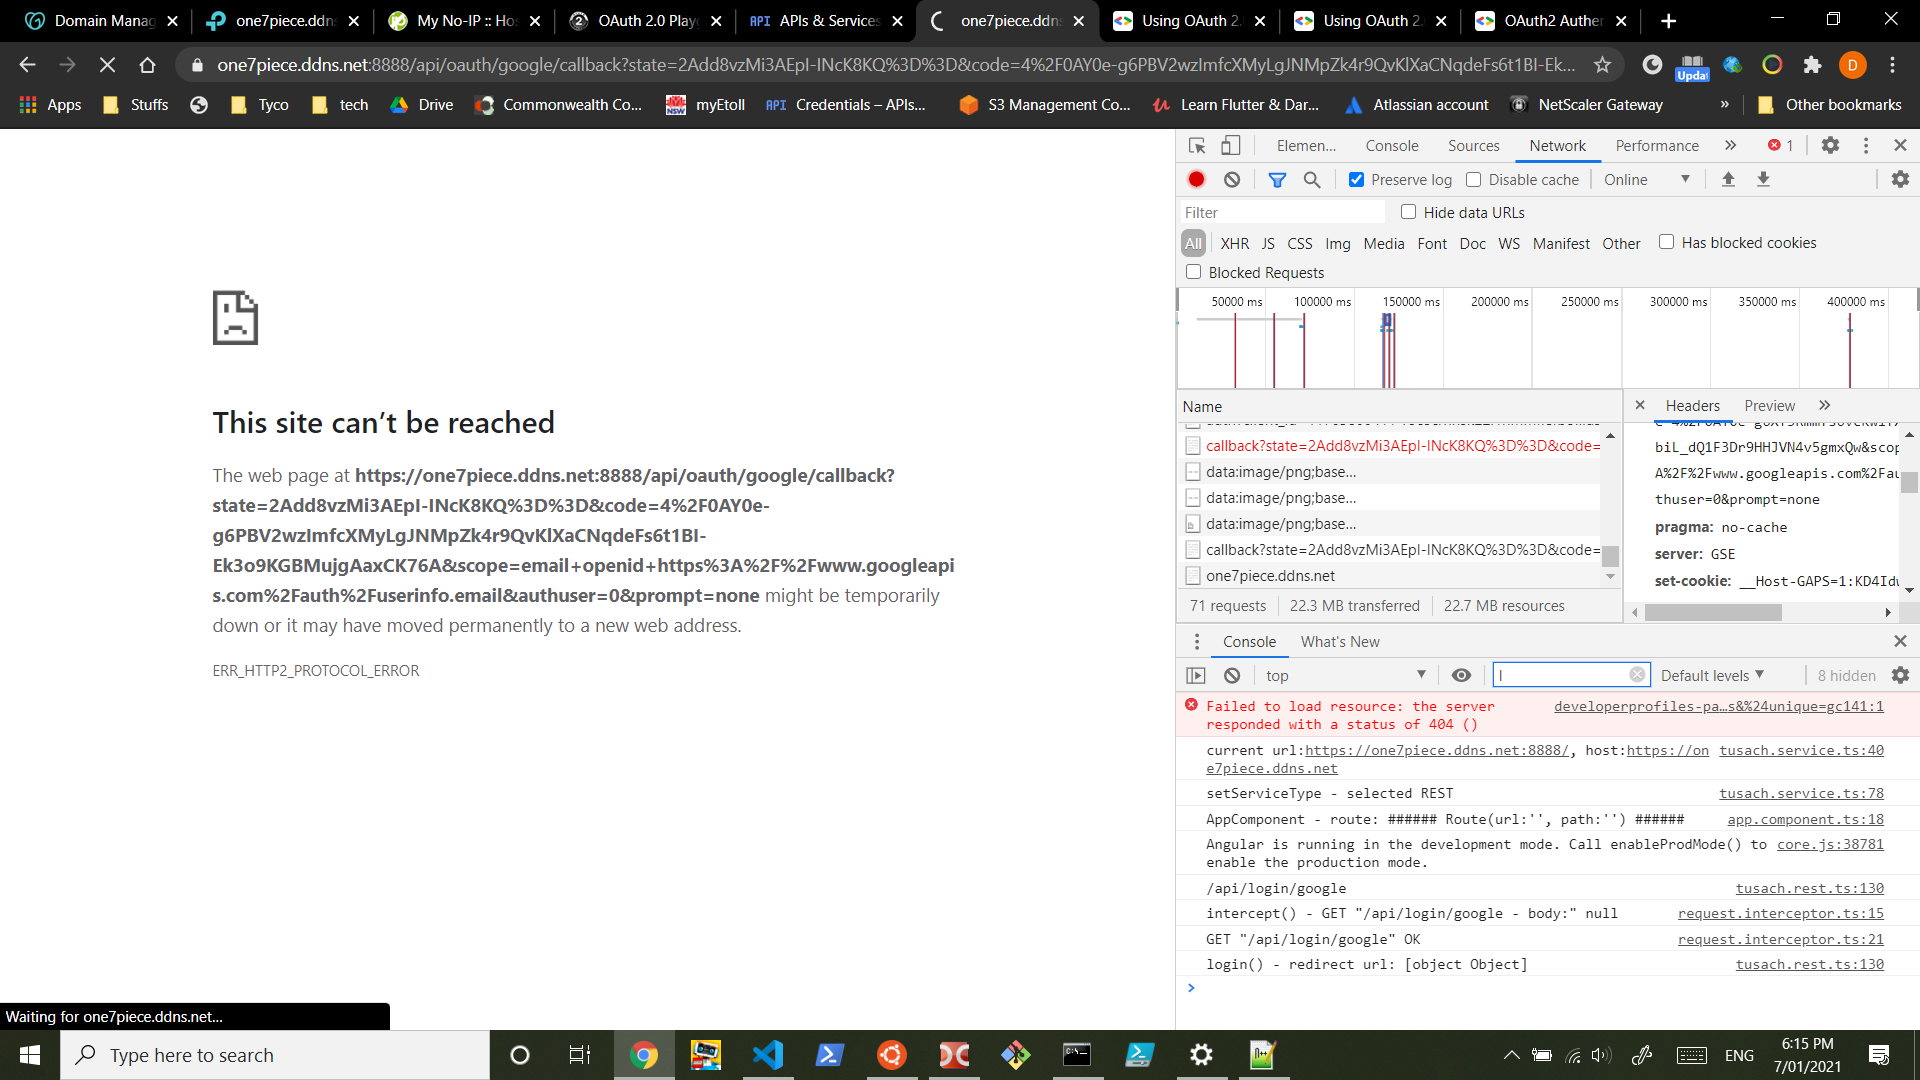 Domain Manag
one7piece.ddns
My No-IP :: Ho
OAuth 2.0 Play
API APIs & Services
one7piece.ddns
Using OAuth 2.
Using OAuth 2.
OAuth2 Auther
one7piece.ddns.net:8888/api/oauth/google/callback?state=2Add8vzMi3AEpI-INcK8KQ%3D%3D&code=4%2F0AY0e-g6PBV2wzImfcXMyLgJNMpZk4r9QvKlXaCNqdeFs6t1BI-Ek...
Updat
D
Apps
Stuffs
Tyco
tech
Drive
Commonwealth Co...
NSW myEtoll
API Credentials – APIs...
S3 Management Co...
Learn Flutter & Dar...
Atlassian account
NetScaler Gateway
»
Other bookmarks
This site can't be reached
The web page at https://one7piece.ddns.net:8888/api/oauth/google/callback?
state=2Add8vzMi3AEpI-INcK8KQ%3D%3D&code=4%2F0AY0e-
g6PBV2wzImfcXMyLgJNMpZk4r9QvKlXaCNqdeFs6t1BI-
Ek3o9KGBMujgAaxCK76A&scope=email+openid+https%3A%2F%2Fwww.googleapi
s.com%2Fauth%2Fuserinfo.email&authuser=0&prompt=none might be temporarily
down or it may have moved permanently to a new web address.
ERR_HTTP2_PROTOCOL_ERROR
Waiting for one7piece.ddns.net...
Elemen... Console Sources Network Performance » 1
Preserve log Disable cache Online
Filter
Hide data URLs
All XHR JS CSS Img Media Font Doc WS Manifest Other Has blocked cookies
Blocked Requests
50000 ms 100000 ms 150000 ms 200000 ms 250000 ms 300000 ms 350000 ms 400000 ms
Name
callback?state=2Add8vzMi3AEpI-INcK8KQ%3D%3D&code=
data:image/png;base...
data:image/png;base...
data:image/png;base...
callback?state=2Add8vzMi3AEpI-INcK8KQ%3D%3D&code=
one7piece.ddns.net
71 requests 22.3 MB transferred 22.7 MB resources
Headers Preview »
biL_dQ1F3Dr9HHJVN4v5gmxQw&scop
A%2F%2Fwww.googleapis.com%2Fau
thuser=0&prompt=none
pragma: no-cache
server: GSE
set-cookie: __Host-GAPS=1:KD4Idw
Console What's New
top
l
Default levels
8 hidden
Failed to load resource: the server developerprofiles-pa…s&%24unique=gc141:1
responded with a status of 404 ()
current url:https://one7piece.ddns.net:8888/, host:https://on tusach.service.ts:40
e7piece.ddns.net
setServiceType - selected REST tusach.service.ts:78
AppComponent - route: ###### Route(url:'', path:'') ###### app.component.ts:18
Angular is running in the development mode. Call enableProdMode() to core.js:38781
enable the production mode.
/api/login/google tusach.rest.ts:130
intercept() - GET "/api/login/google - body:" null request.interceptor.ts:15
GET "/api/login/google" OK request.interceptor.ts:21
login() - redirect url: [object Object] tusach.rest.ts:130
>
Type here to search
ENG
6:15 PM
7/01/2021